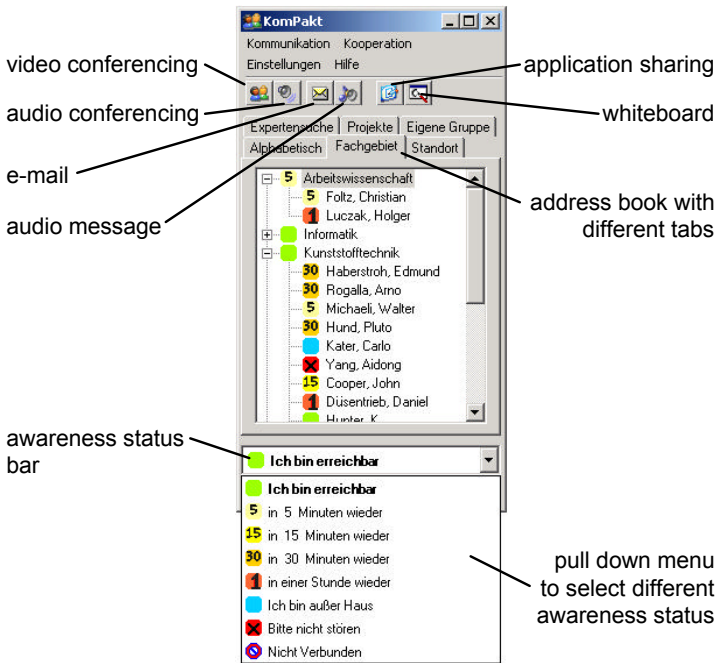 KomPakt
Kommunikation Kooperation
Einstellungen Hilfe
video conferencing
application sharing
audio conferencing
whiteboard
Expertensuche Projekte Eigene Gruppe
Alphabetisch Fachgebiet Standort
e-mail
audio message
address book with
different tabs
5 Arbeitswissenschaft
5 Foltz, Christian
1 Luczak, Holger
Informatik
Kunststofftechnik
30 Haberstroh, Edmund
30 Rogalla, Arno
5 Michaeli, Walter
30 Hund, Pluto
Kater, Carlo
Yang, Aidong
15 Cooper, John
1 Düsentrieb, Daniel
Hunter, K.
awareness status
bar
Ich bin erreichbar
Ich bin erreichbar
5 in 5 Minuten wieder
15 in 15 Minuten wieder
30 in 30 Minuten wieder
1 in einer Stunde wieder
Ich bin außer Haus
Bitte nicht stören
Nicht Verbunden
pull down menu
to select different
awareness status